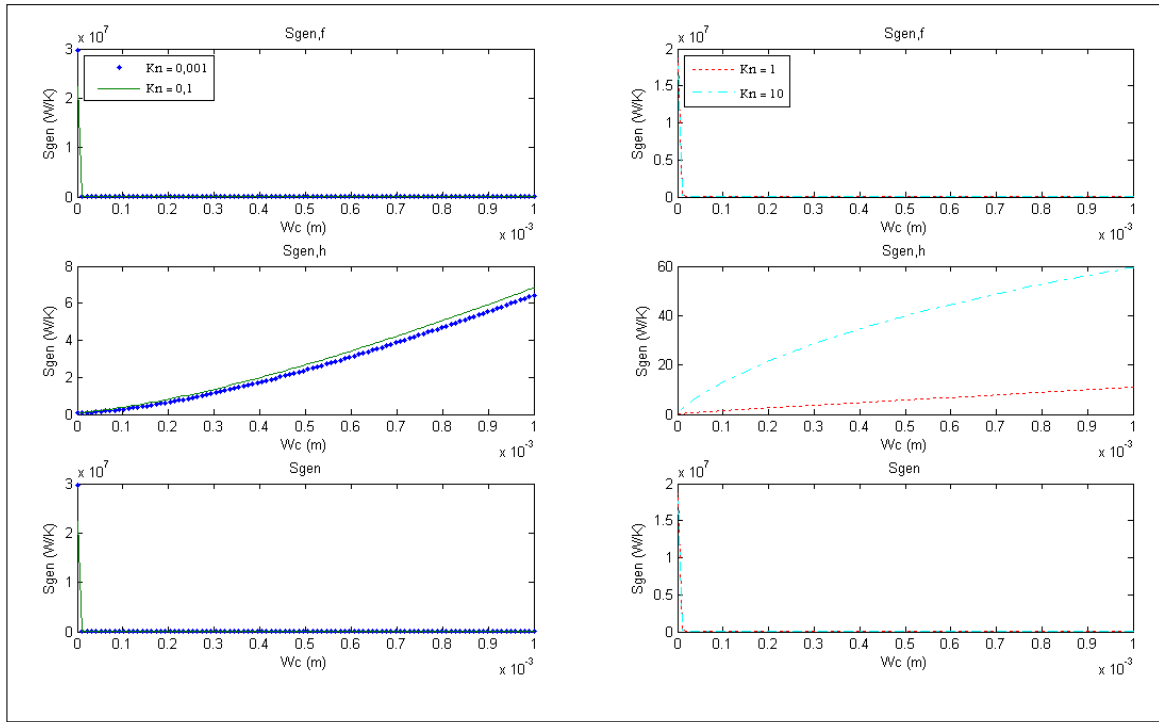 Sgen,f
x 10^7
Sgen (W/K)
3
2
1
0
Kn = 0,001
Kn = 0,1
0 0.1 0.2 0.3 0.4 0.5 0.6 0.7 0.8 0.9 1
Wc (m)
x 10^-3
Sgen,f
x 10^7
Sgen (W/K)
2
1.5
1
0.5
0
Kn = 1
Kn = 10
0 0.1 0.2 0.3 0.4 0.5 0.6 0.7 0.8 0.9 1
Wc (m)
x 10^-3
Sgen,h
Sgen (W/K)
8
6
4
2
0
0 0.1 0.2 0.3 0.4 0.5 0.6 0.7 0.8 0.9 1
Wc (m)
x 10^-3
Sgen,h
Sgen (W/K)
60
40
20
0
0 0.1 0.2 0.3 0.4 0.5 0.6 0.7 0.8 0.9 1
Wc (m)
x 10^-3
Sgen
x 10^7
Sgen (W/K)
3
2
1
0
0 0.1 0.2 0.3 0.4 0.5 0.6 0.7 0.8 0.9 1
Wc (m)
x 10^-3
Sgen
x 10^7
Sgen (W/K)
2
1.5
1
0.5
0
0 0.1 0.2 0.3 0.4 0.5 0.6 0.7 0.8 0.9 1
Wc (m)
x 10^-3